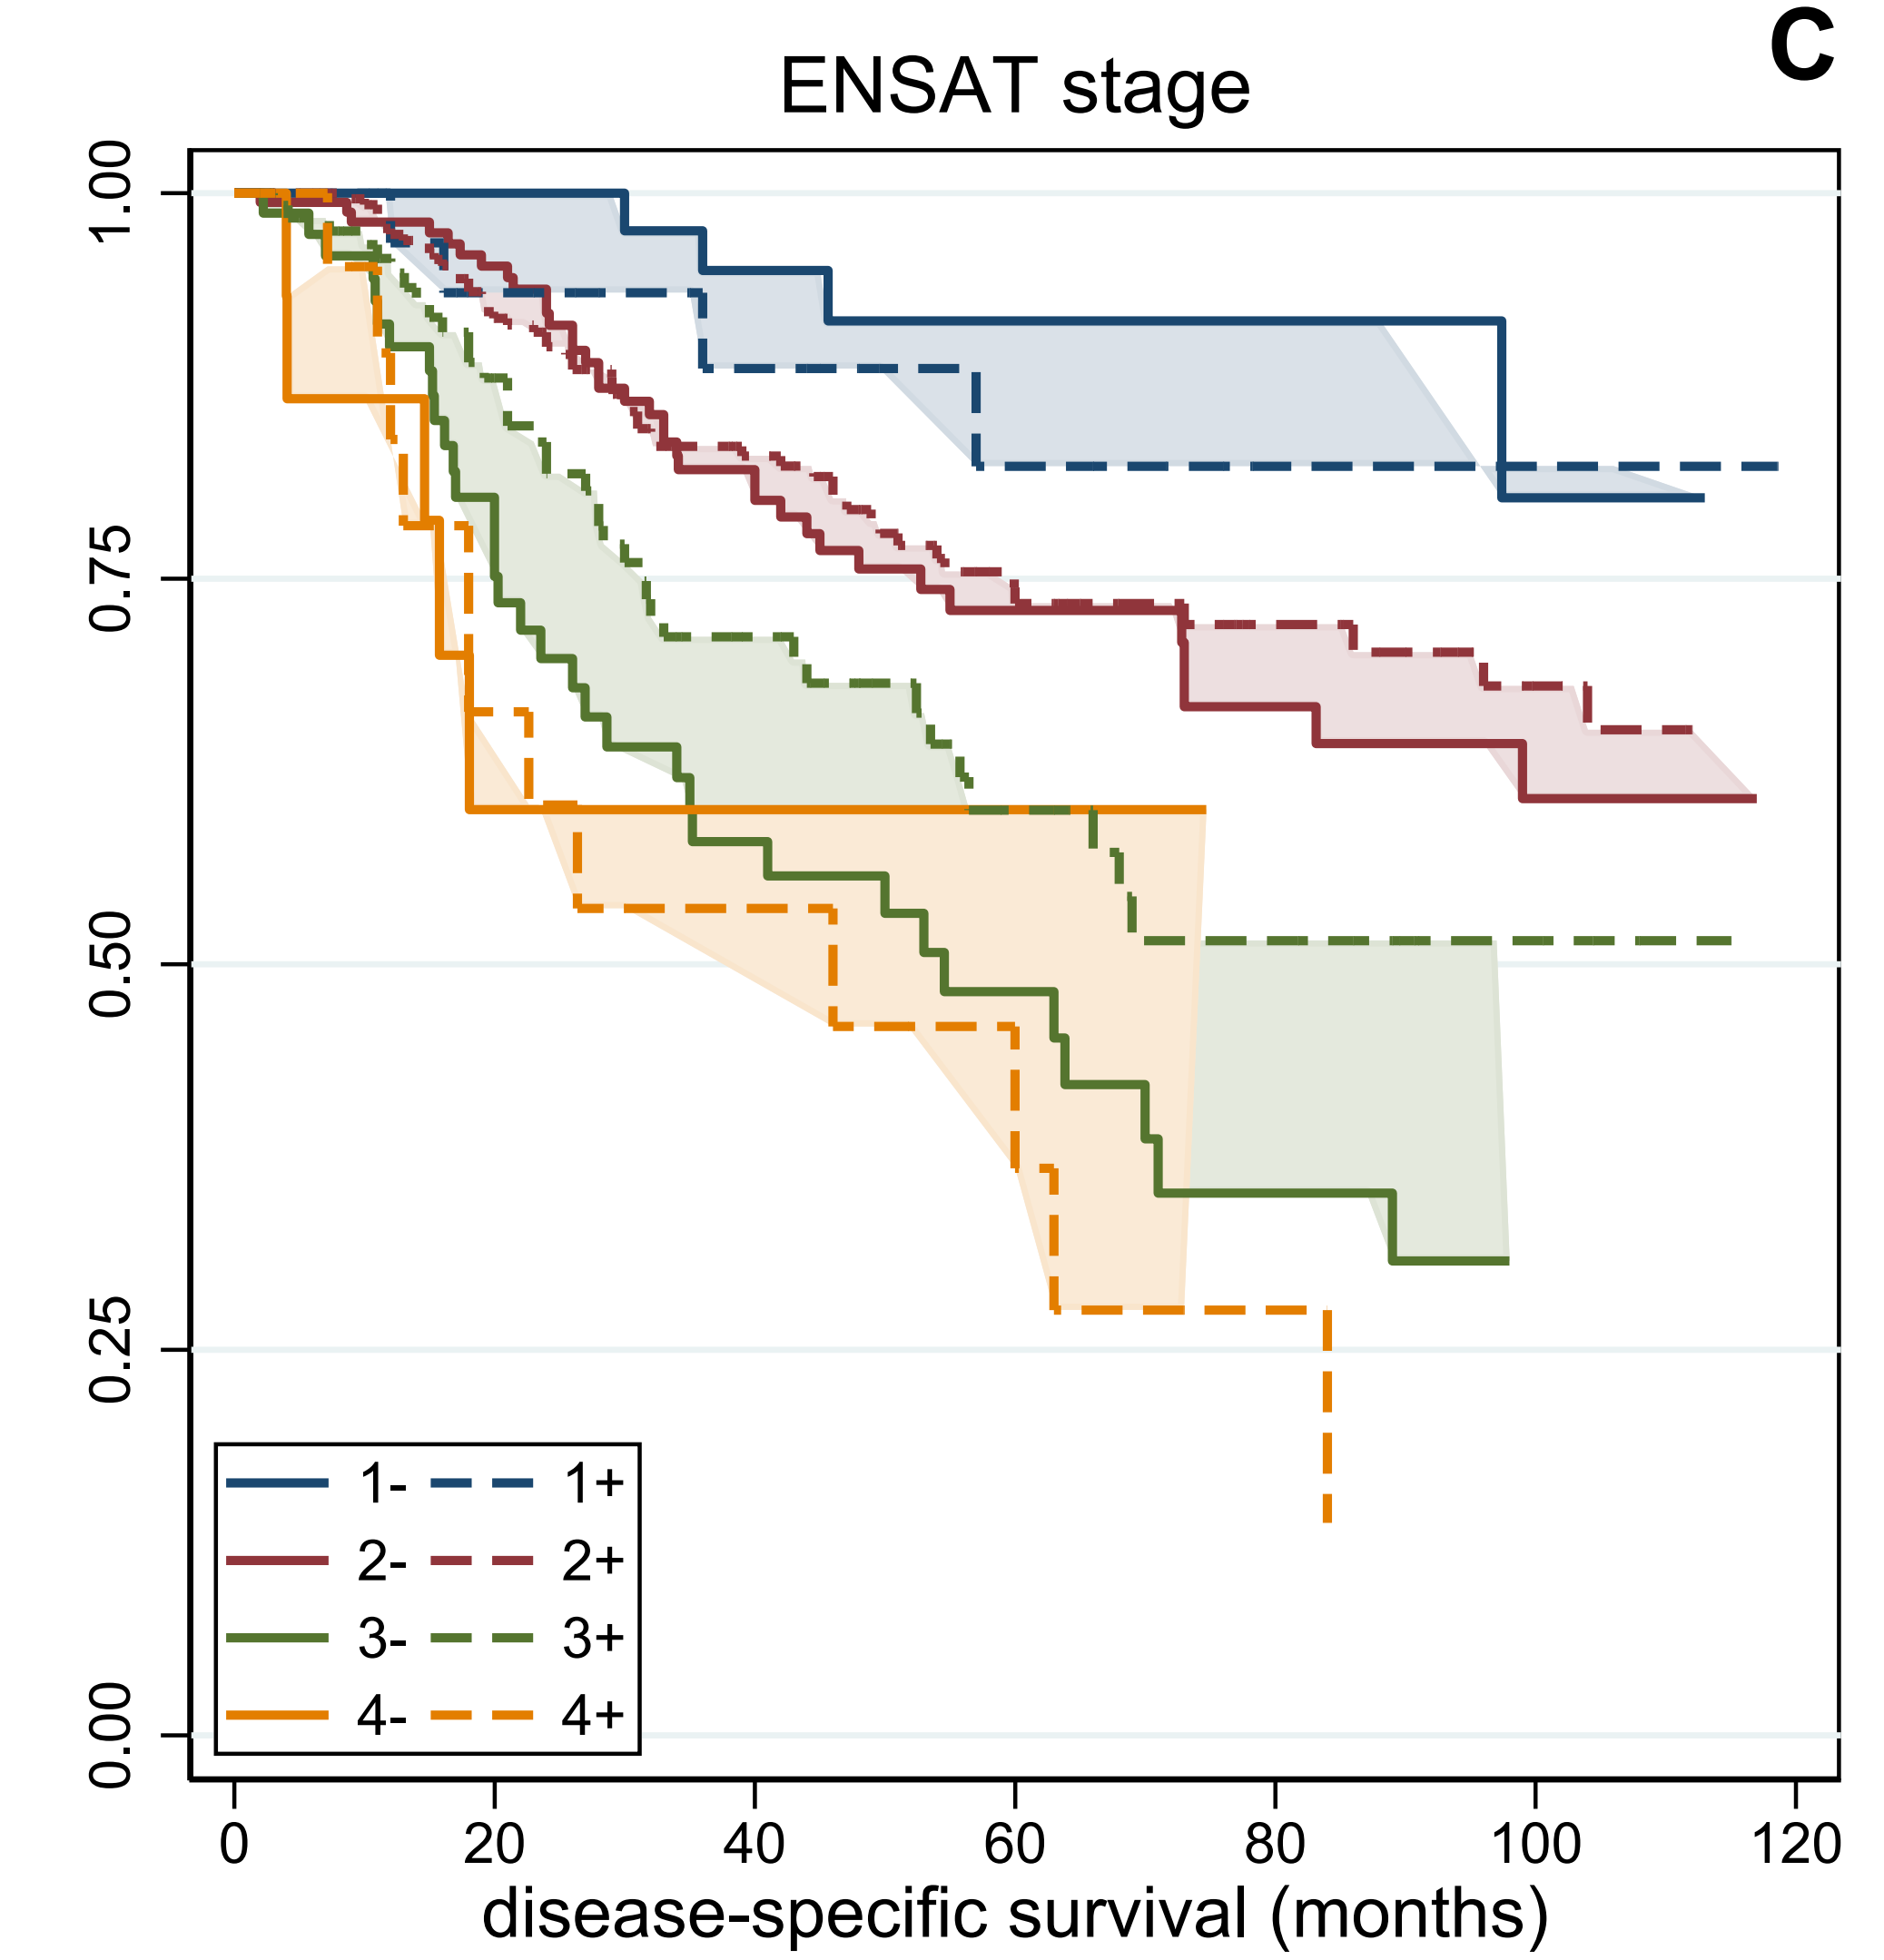 C
ENSAT stage
1.00
0.75
0.50
0.25
0.00
1- 1+
2- 2+
3- 3+
4- 4+
0 20 40 60 80 100 120
disease-specific survival (months)